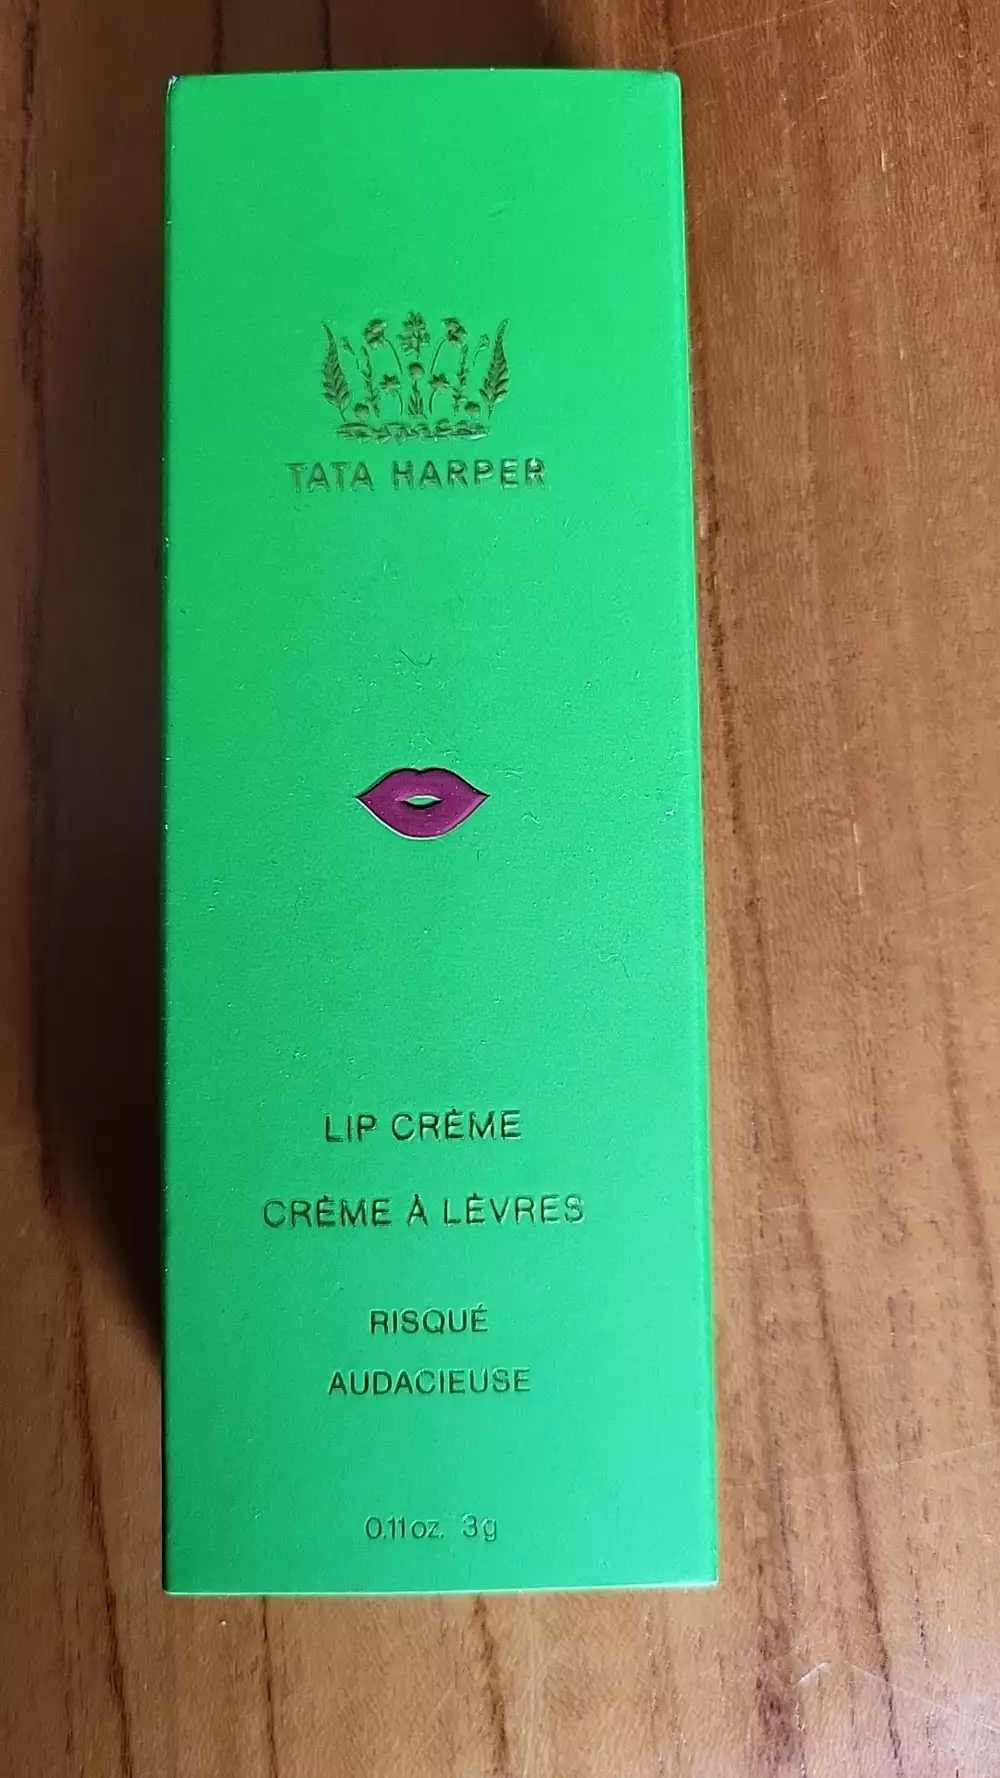 TATA HARPER
LIP CRÈME
CRÈME À LÈVRES
RISQUÉ
AUDACIEUSE
0.11 oz. 3g